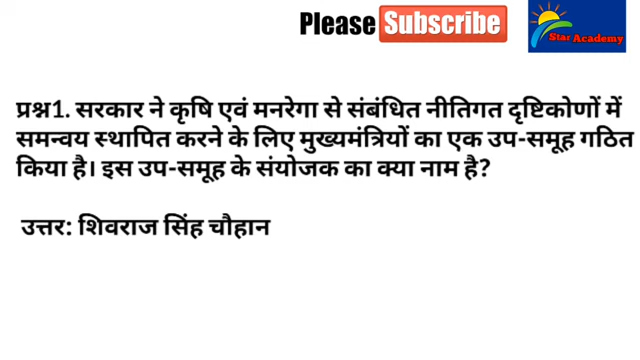 Please Subscribe
Star Academy
प्रश्न1. सरकार ने कृषि एवं मनरेगा से संबंधित नीतिगत दृष्टिकोणों में
समन्वय स्थापित करने के लिए मुख्यमंत्रियों का एक उप-समूह गठित
किया है। इस उप-समूह के संयोजक का क्या नाम है?
उत्तर: शिवराज सिंह चौहान